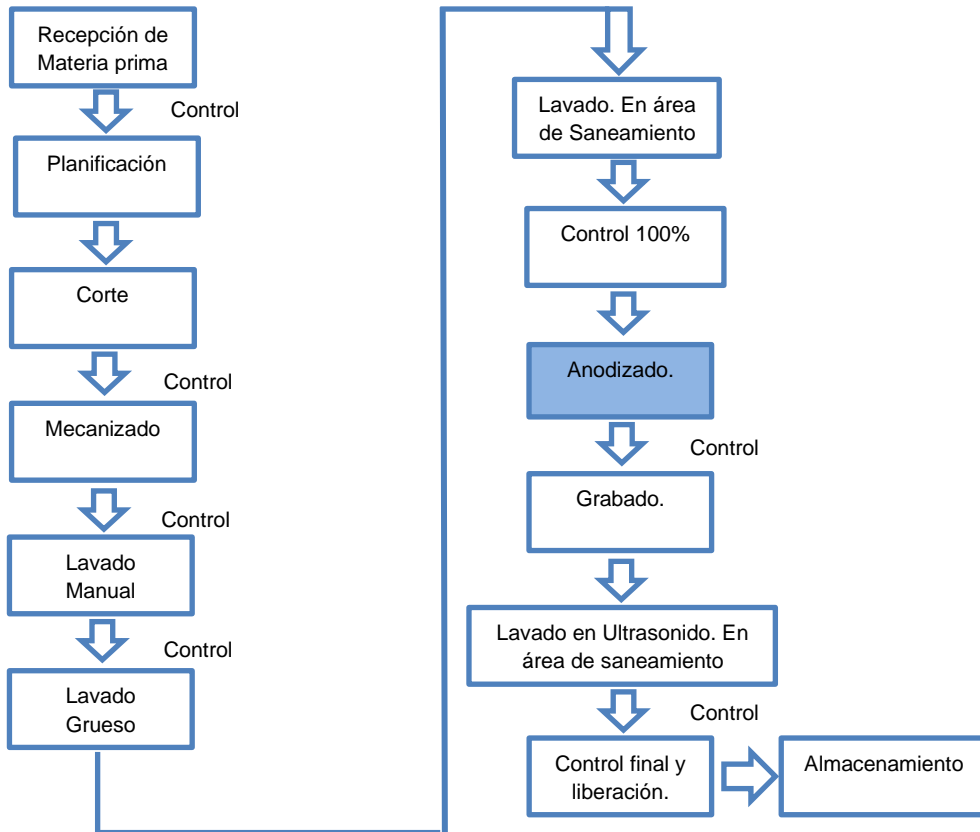 Recepción de
Materia prima
Control
Planificación
Corte
Control
Mecanizado
Control
Lavado
Manual
Control
Lavado
Grueso
Lavado. En área
de Saneamiento
Control 100%
Anodizado.
Control
Grabado.
Lavado en Ultrasonido. En
área de saneamiento
Control
Control final y
liberación.
Almacenamiento